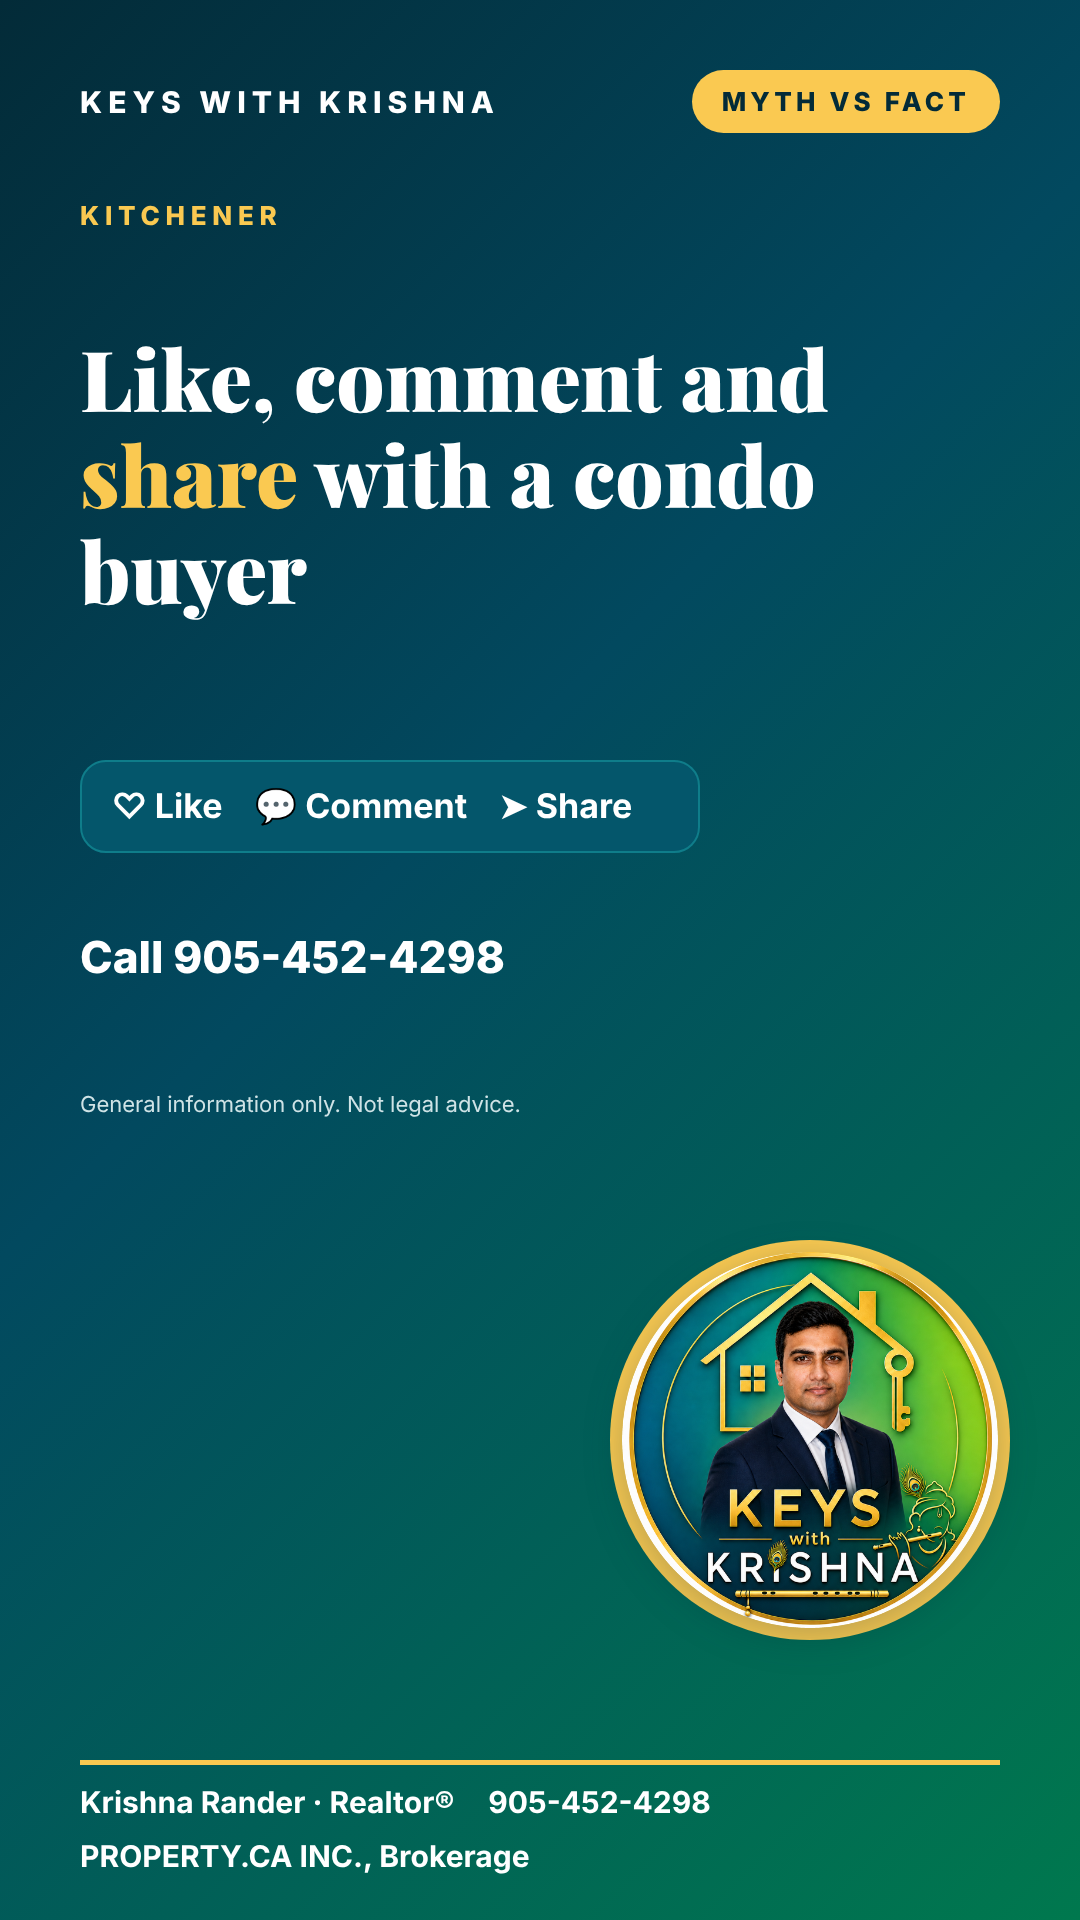 KEYS WITH KRISHNA
MYTH VS FACT
KITCHENER
Like, comment and
share with a condo
buyer
♡ Like 💬 Comment ➤ Share
Call 905-452-4298
General information only. Not legal advice.
KEYS
with
KRISHNA
Krishna Rander · Realtor® 905-452-4298
PROPERTY.CA INC., Brokerage